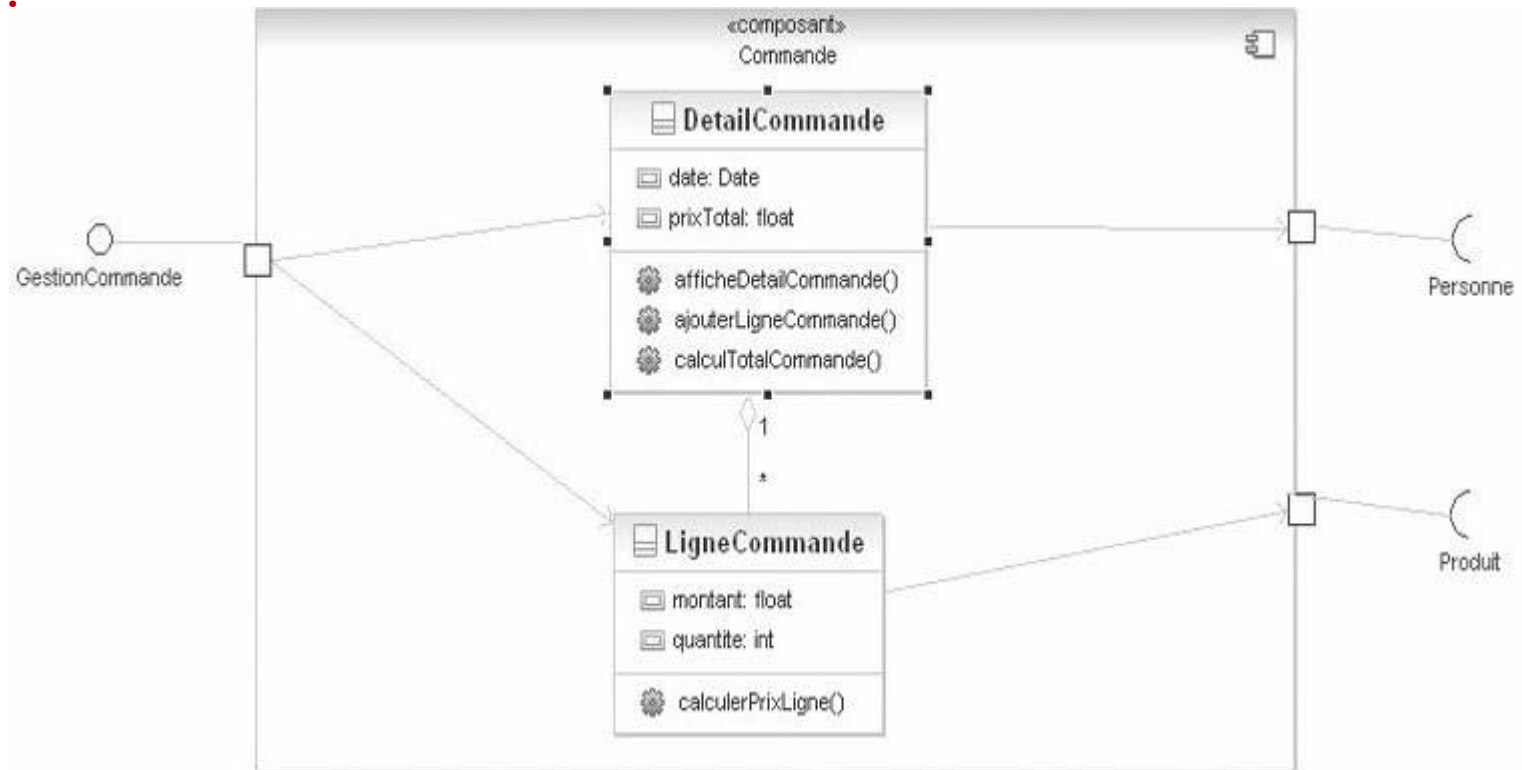 «composant»
Commande
DetailCommande
date: Date
prixTotal: float
afficheDetailCommande()
ajouterLigneCommande()
calculTotalCommande()
GestionCommande
Personne
1
*
LigneCommande
montant: float
quantite: int
calculerPrixLigne()
Produit